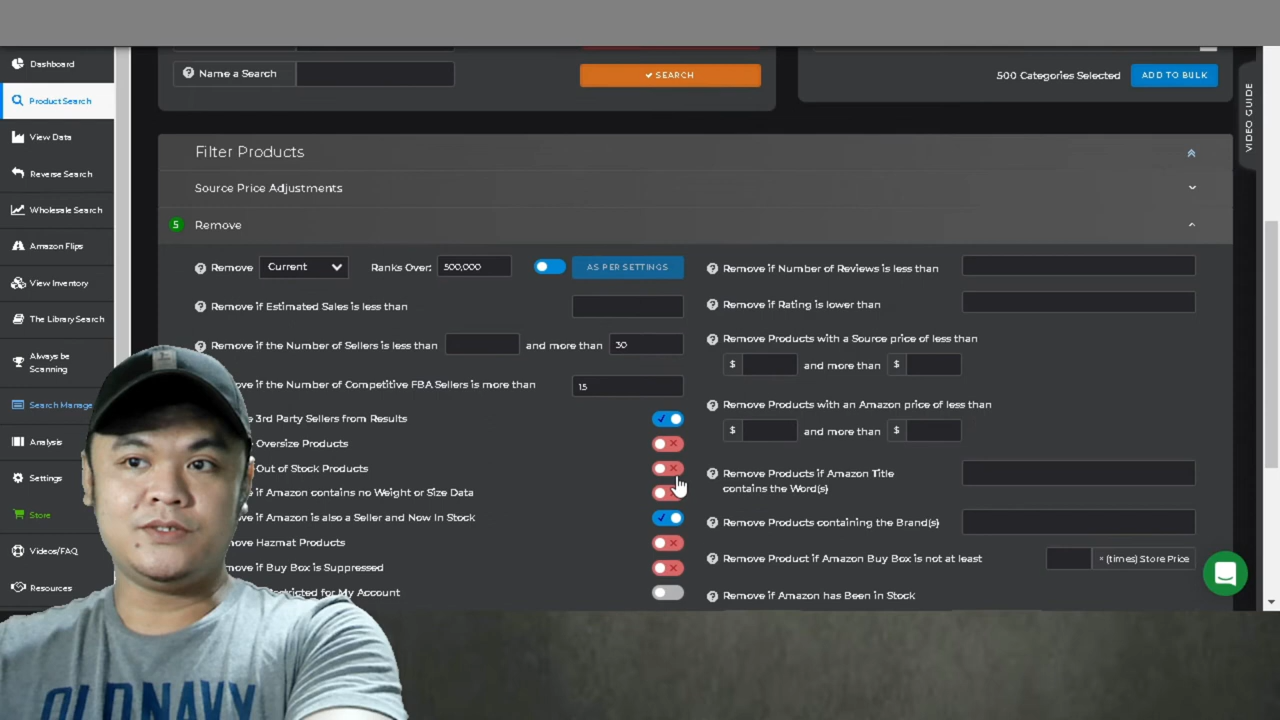 Dashboard
Product Search
View Data
Reverse Search
Wholesale Search
Amazon Flips
View Inventory
The Library Search
Always be
Scanning
Search Manage
Analysis
Settings
Store
Videos/FAQ
Resources
Name a Search
SEARCH
500 Categories Selected
ADD TO BULK
VIDEO GUIDE
Filter Products
Source Price Adjustments
5 Remove
Remove Current Ranks Over: 500,000 AS PER SETTINGS
Remove if Estimated Sales is less than
Remove if the Number of Sellers is less than and more than 30
if the Number of Competitive FBA Sellers is more than 15
3rd Party Sellers from Results
Oversize Products
Out of Stock Products
if Amazon contains no Weight or Size Data
if Amazon is also a Seller and Now In Stock
Hazmat Products
if Buy Box is Suppressed
for My Account
Remove if Number of Reviews is less than
Remove if Rating is lower than
Remove Products with a Source price of less than
$ and more than $
Remove Products with an Amazon price of less than
$ and more than $
Remove Products if Amazon Title
contains the Word(s)
Remove Products containing the Brand(s)
Remove Product if Amazon Buy Box is not at least × (times) Store Price
Remove if Amazon has Been in Stock
OLD NAVY